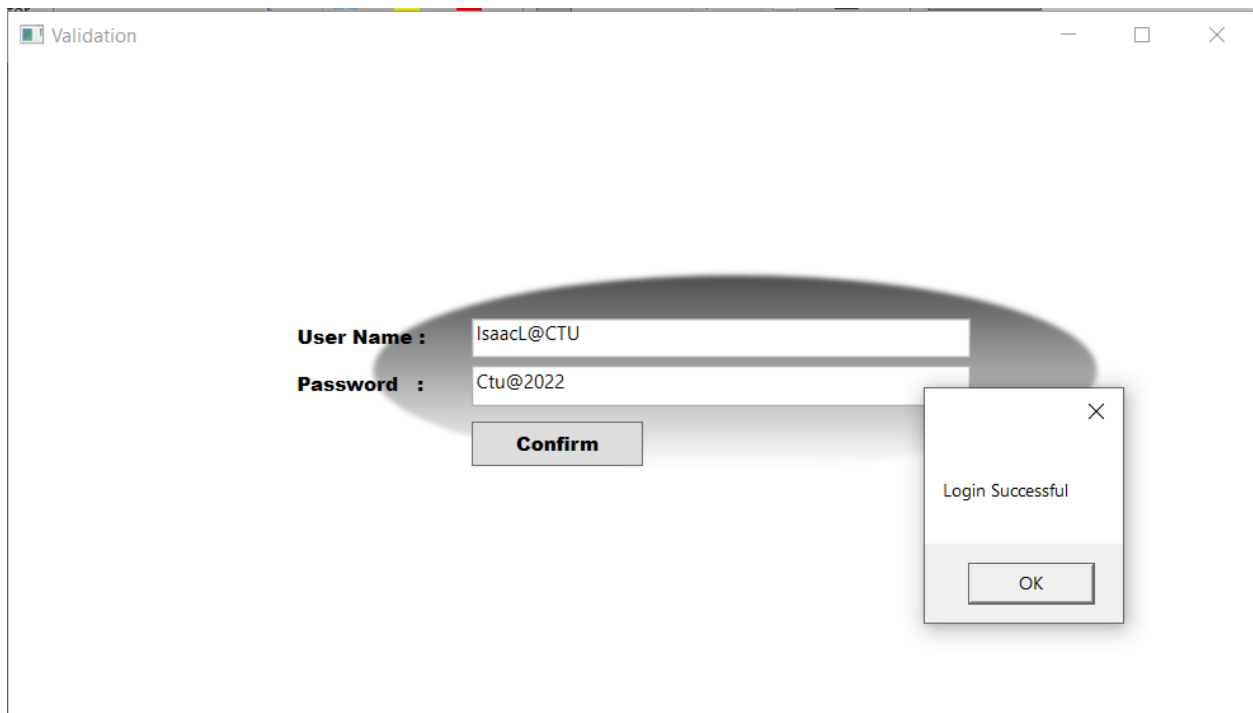 Validation
User Name : IsaacL@CTU
Password : Ctu@2022
Confirm
Login Successful
OK